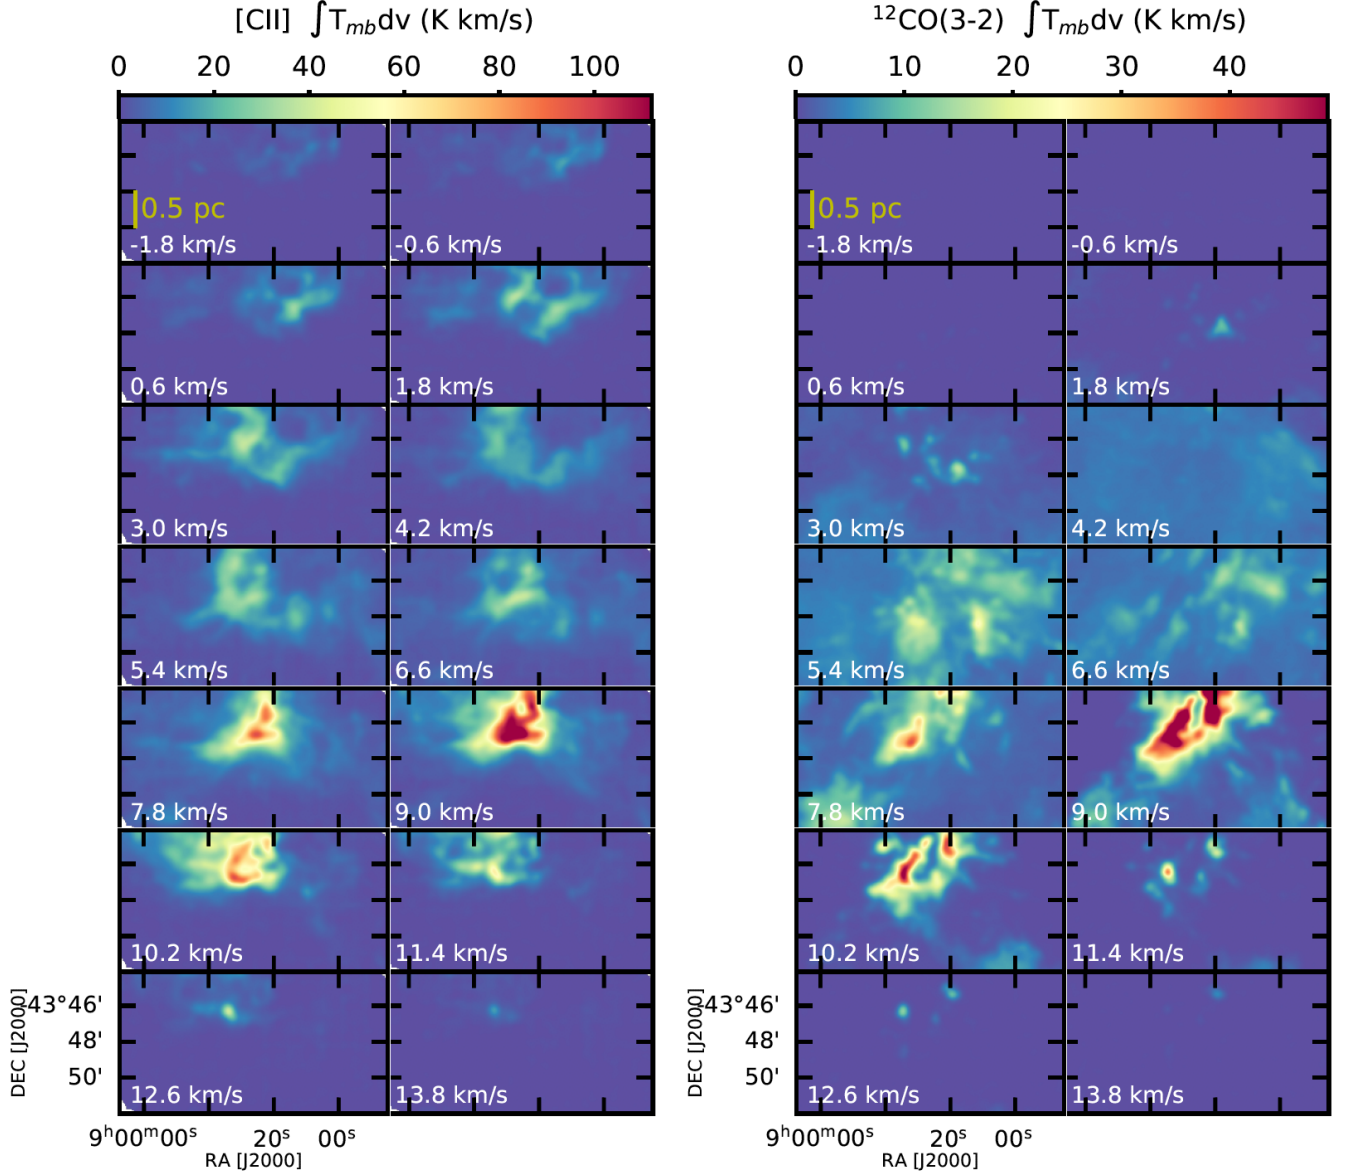 [CII] ∫T_mb dv (K km/s)
0 20 40 60 80 100
0.5 pc
-1.8 km/s -0.6 km/s
0.6 km/s 1.8 km/s
3.0 km/s 4.2 km/s
5.4 km/s 6.6 km/s
7.8 km/s 9.0 km/s
10.2 km/s 11.4 km/s
12.6 km/s 13.8 km/s
DEC [J2000]
43°46'
48'
50'
9h00m00s 20s 00s
RA [J2000]
12CO(3-2) ∫T_mb dv (K km/s)
0 10 20 30 40
0.5 pc
-1.8 km/s -0.6 km/s
0.6 km/s 1.8 km/s
3.0 km/s 4.2 km/s
5.4 km/s 6.6 km/s
7.8 km/s 9.0 km/s
10.2 km/s 11.4 km/s
12.6 km/s 13.8 km/s
DEC [J2000]
43°46'
48'
50'
9h00m00s 20s 00s
RA [J2000]